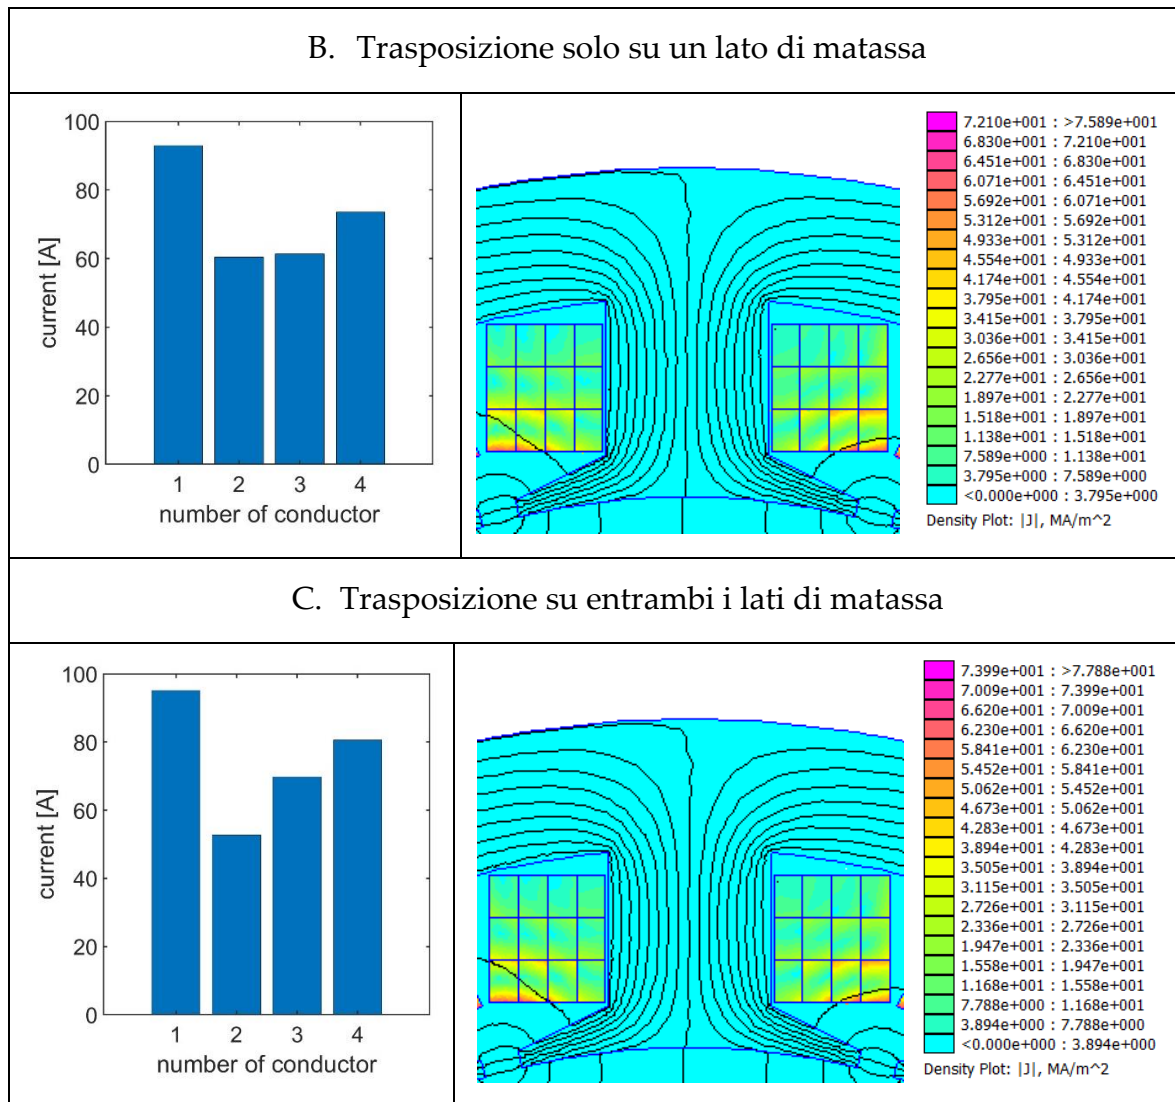 B. Trasposizione solo su un lato di matassa
100
80
60
40
20
0
current [A]
1 2 3 4
number of conductor
7.210e+001 : >7.589e+001
6.830e+001 : 7.210e+001
6.451e+001 : 6.830e+001
6.071e+001 : 6.451e+001
5.692e+001 : 6.071e+001
5.312e+001 : 5.692e+001
4.933e+001 : 5.312e+001
4.554e+001 : 4.933e+001
4.174e+001 : 4.554e+001
3.795e+001 : 4.174e+001
3.415e+001 : 3.795e+001
3.036e+001 : 3.415e+001
2.656e+001 : 3.036e+001
2.277e+001 : 2.656e+001
1.897e+001 : 2.277e+001
1.518e+001 : 1.897e+001
1.138e+001 : 1.518e+001
7.589e+000 : 1.138e+001
3.795e+000 : 7.589e+000
<0.000e+000 : 3.795e+000
Density Plot: |J|, MA/m^2
C. Trasposizione su entrambi i lati di matassa
100
80
60
40
20
0
current [A]
1 2 3 4
number of conductor
7.399e+001 : >7.788e+001
7.009e+001 : 7.399e+001
6.620e+001 : 7.009e+001
6.230e+001 : 6.620e+001
5.841e+001 : 6.230e+001
5.452e+001 : 5.841e+001
5.062e+001 : 5.452e+001
4.673e+001 : 5.062e+001
4.283e+001 : 4.673e+001
3.894e+001 : 4.283e+001
3.505e+001 : 3.894e+001
3.115e+001 : 3.505e+001
2.726e+001 : 3.115e+001
2.336e+001 : 2.726e+001
1.947e+001 : 2.336e+001
1.558e+001 : 1.947e+001
1.168e+001 : 1.558e+001
7.788e+000 : 1.168e+001
3.894e+000 : 7.788e+000
<0.000e+000 : 3.894e+000
Density Plot: |J|, MA/m^2